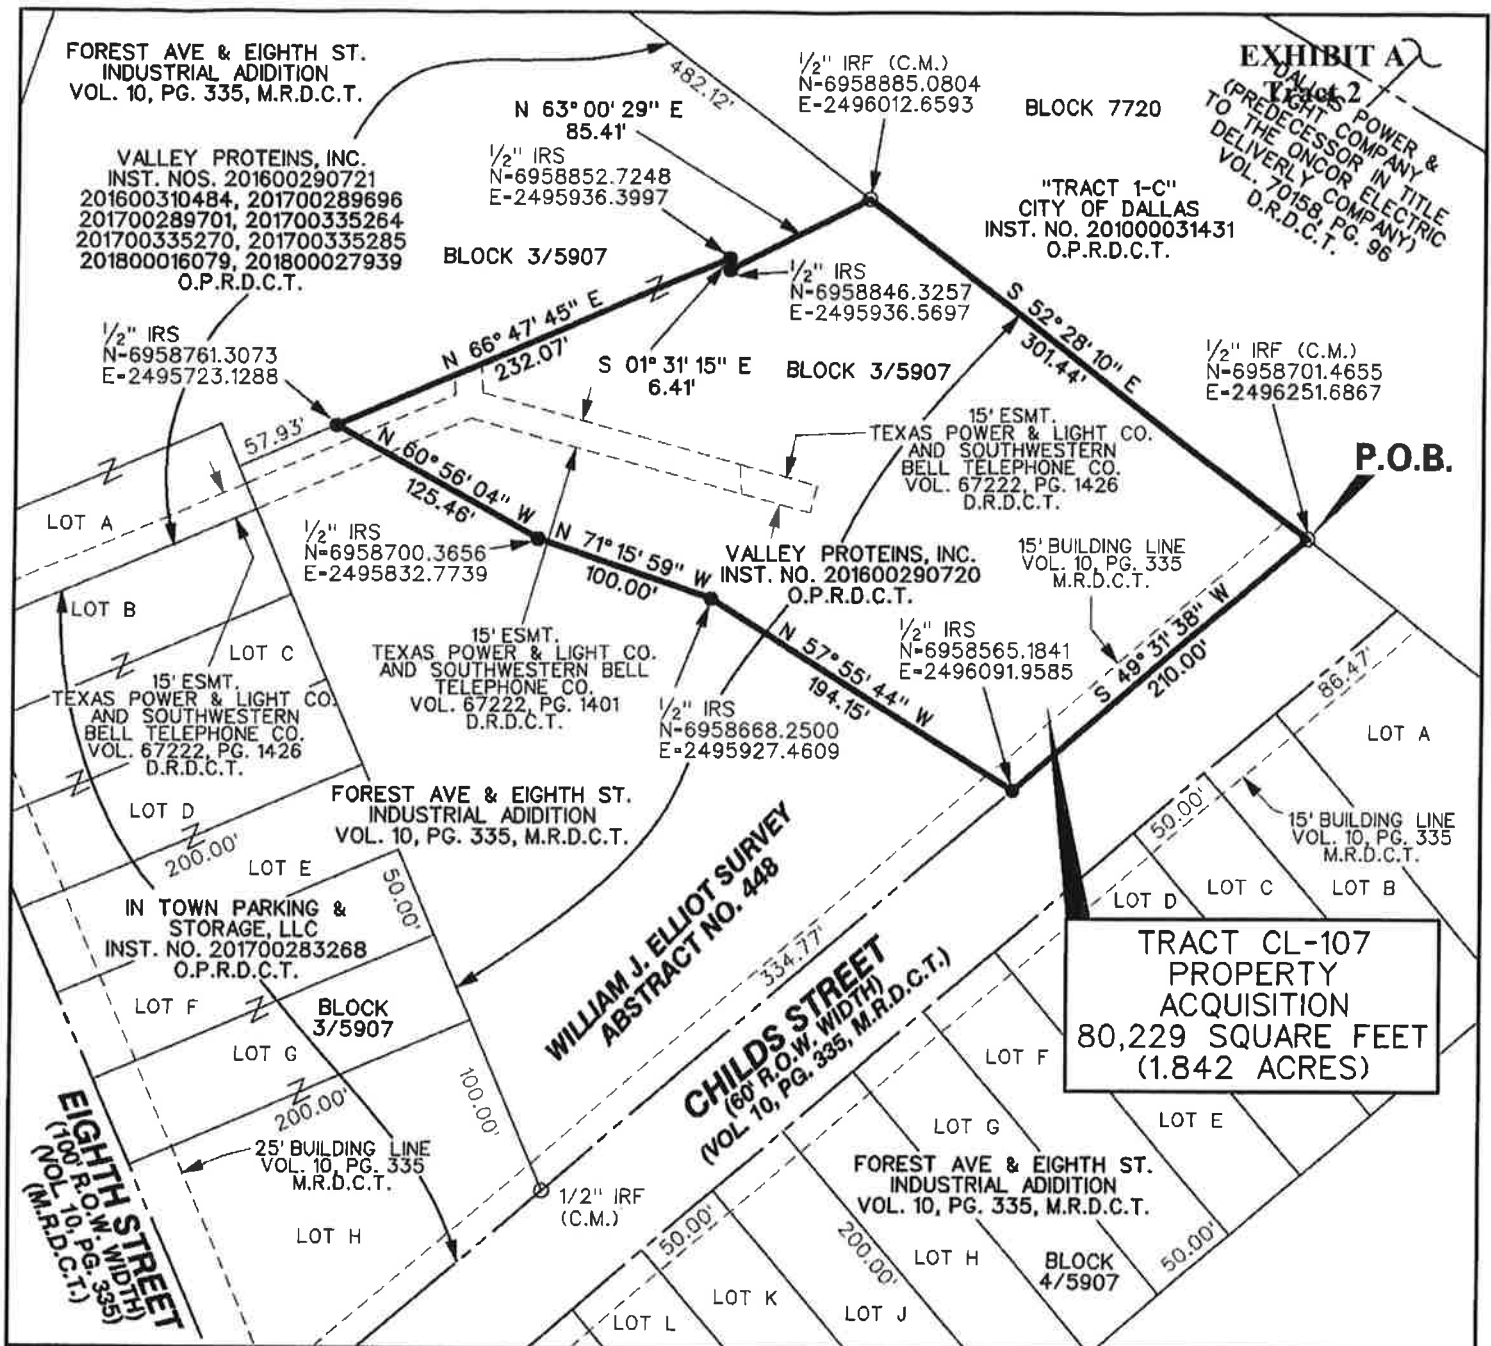 FOREST AVE & EIGHTH ST.
INDUSTRIAL ADIDITION
VOL. 10, PG. 335, M.R.D.C.T.
482.12'
1/2" IRF (C.M.)
N-6958885.0804
E-2496012.6593
BLOCK 7720
EXHIBIT A
Tract 2
DALLAS POWER &
LIGHT COMPANY
(PREDECESSOR IN TITLE
TO THE ONCOR ELECTRIC
DELIVERLY COMPANY)
VOL. 70158, PG. 96
D.R.D.C.T.
N 63° 00' 29" E
85.41'
1/2" IRS
N-6958852.7248
E-2495936.3997
VALLEY PROTEINS, INC.
INST. NOS. 201600290721
201600310484, 201700289696
201700289701, 201700335264
201700335270, 201700335285
201800016079, 201800027939
O.P.R.D.C.T.
"TRACT 1-C"
CITY OF DALLAS
INST. NO. 201000031431
O.P.R.D.C.T.
BLOCK 3/5907
1/2" IRS
N-6958846.3257
E-2495936.5697
1/2" IRS
N-6958761.3073
E-2495723.1288
N 66° 47' 45" E
232.07'
S 01° 31' 15" E
6.41'
BLOCK 3/5907
S 52° 28' 10" E
301.44'
1/2" IRF (C.M.)
N-6958701.4655
E-2496251.6867
P.O.B.
57.93'
N 60° 56' 04" W
125.46'
15' ESMT.
TEXAS POWER & LIGHT CO.
AND SOUTHWESTERN
BELL TELEPHONE CO.
VOL. 67222, PG. 1426
D.R.D.C.T.
LOT A
1/2" IRS
N-6958700.3656
E-2495832.7739
N 71° 15' 59" W
100.00'
VALLEY PROTEINS, INC.
INST. NO. 201600290720
O.P.R.D.C.T.
15' BUILDING LINE
VOL. 10, PG. 335
M.R.D.C.T.
LOT B
LOT C
15' ESMT.
TEXAS POWER & LIGHT CO.
AND SOUTHWESTERN BELL
TELEPHONE CO.
VOL. 67222, PG. 1401
D.R.D.C.T.
N 57° 55' 44" W
194.15'
1/2" IRS
N-6958565.1841
E-2496091.9585
S 49° 31' 38" W
210.00'
86.47'
15' ESMT.
TEXAS POWER & LIGHT CO.
AND SOUTHWESTERN
BELL TELEPHONE CO.
VOL. 67222, PG. 1426
D.R.D.C.T.
1/2" IRS
N-6958668.2500
E-2495927.4609
LOT A
LOT D
200.00'
FOREST AVE & EIGHTH ST.
INDUSTRIAL ADIDITION
VOL. 10, PG. 335, M.R.D.C.T.
50.00'
15' BUILDING LINE
VOL. 10, PG. 335
M.R.D.C.T.
LOT E
50.00'
LOT D
LOT C
LOT B
IN TOWN PARKING &
STORAGE, LLC
INST. NO. 201700283268
O.P.R.D.C.T.
WILLIAM J. ELLIOT SURVEY
ABSTRACT NO. 448
334.77'
CHILDS STREET
(60' R.O.W. WIDTH)
(VOL. 10, PG. 335, M.R.D.C.T.)
TRACT CL-107
PROPERTY
ACQUISITION
80,229 SQUARE FEET
(1.842 ACRES)
LOT F
BLOCK
3/5907
LOT G
200.00'
100.00'
LOT F
LOT E
LOT G
EIGHTH STREET
(100' R.O.W. WIDTH)
(VOL. 10, PG. 335)
(M.R.D.C.T.)
25' BUILDING LINE
VOL. 10, PG. 335
M.R.D.C.T.
LOT H
1/2" IRF
(C.M.)
FOREST AVE & EIGHTH ST.
INDUSTRIAL ADIDITION
VOL. 10, PG. 335, M.R.D.C.T.
50.00'
200.00'
LOT H
BLOCK
4/5907
50.00'
LOT K
LOT J
LOT L